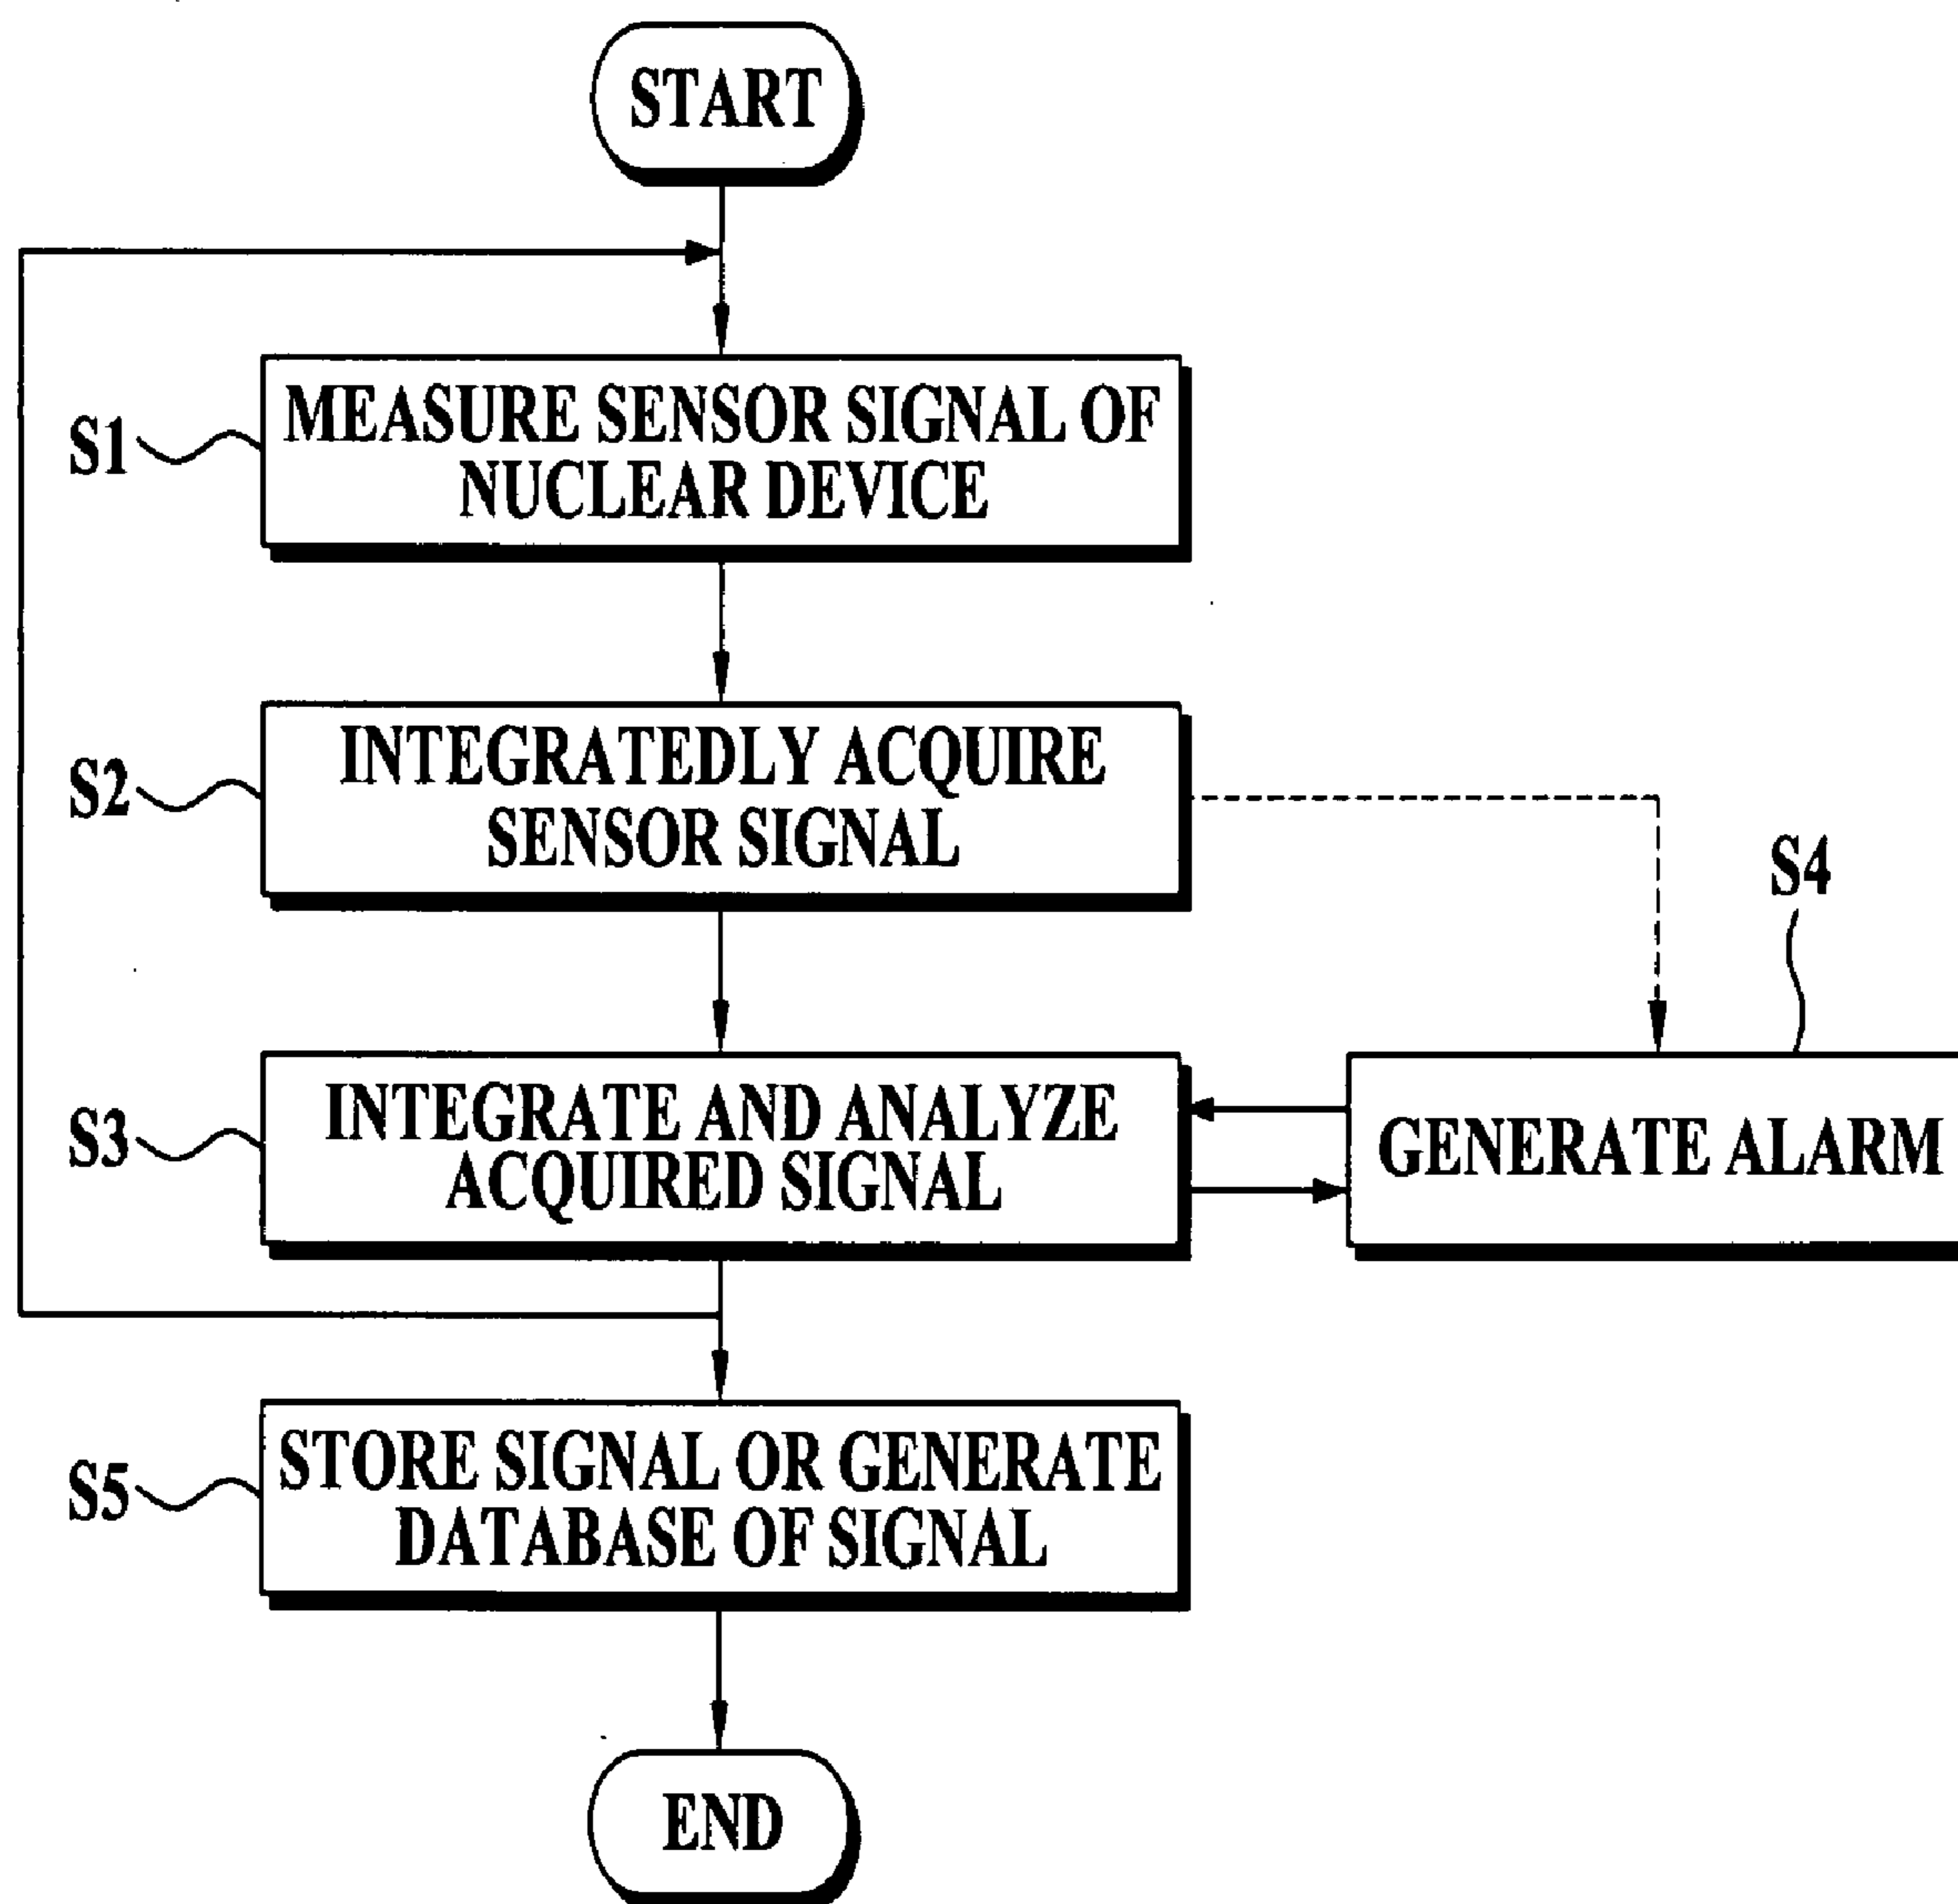 START
S1
MEASURE SENSOR SIGNAL OF
NUCLEAR DEVICE
S2
INTEGRATEDLY ACQUIRE
SENSOR SIGNAL
S4
S3
INTEGRATE AND ANALYZE
ACQUIRED SIGNAL
GENERATE ALARM
S5
STORE SIGNAL OR GENERATE
DATABASE OF SIGNAL
END